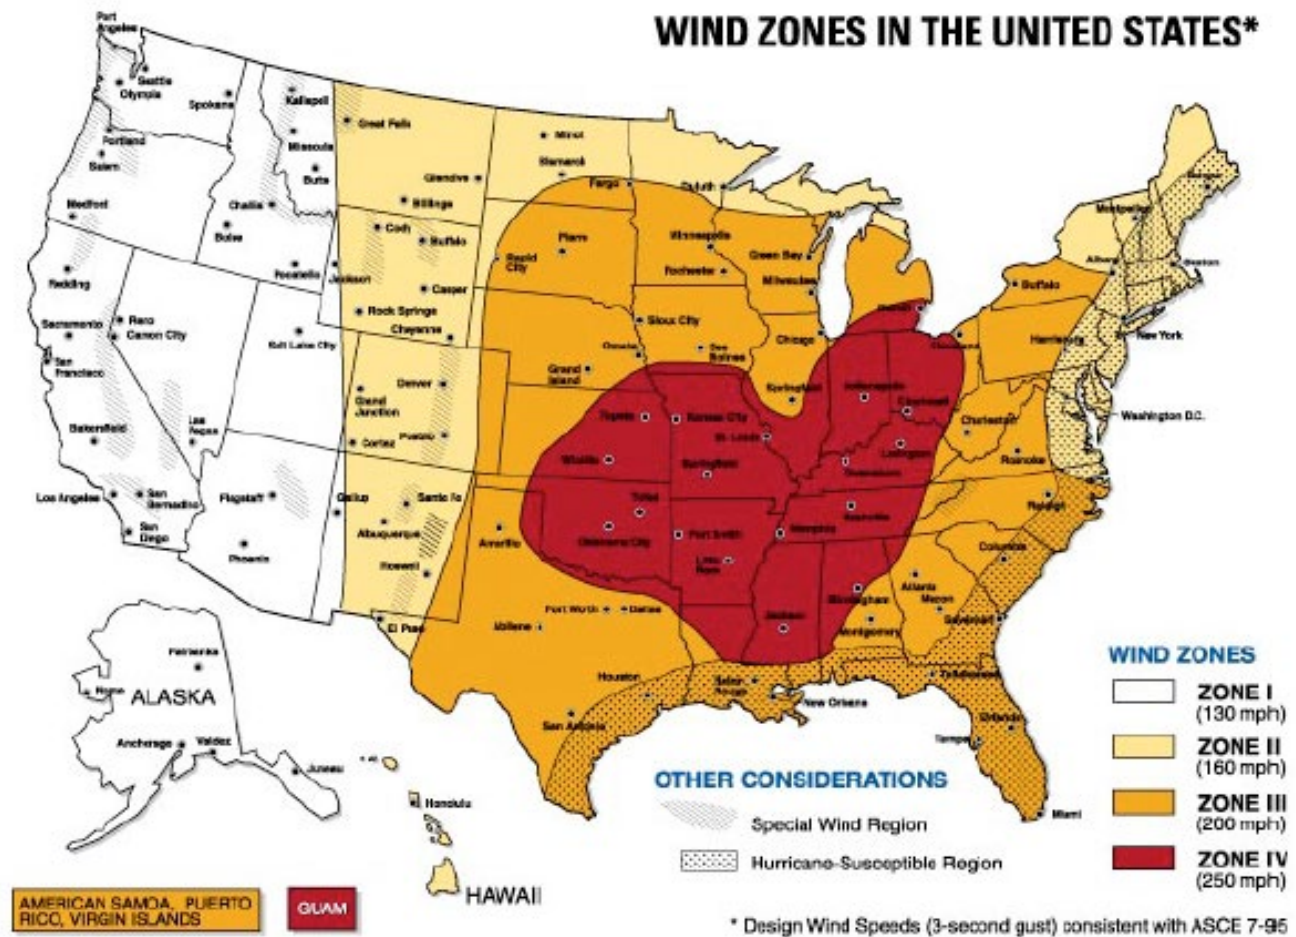 WIND ZONES IN THE UNITED STATES*
Port
Angeles
Seattle
Olympia
Spokane
Portland
Salem
Medford
Kalispell
Missoula
Butte
Challis
Boise
Pocatello
Jackson
Great Falls
Glendive
Billings
Cody
Buffalo
Casper
Rock Springs
Cheyenne
Minot
Bismarck
Fargo
Duluth
Pierre
Rapid
City
Minneapolis
Rochester
Green Bay
Milwaukee
Sioux City
Des
Moines
Omaha
Grand
Island
Chicago
Springfield
Detroit
Cleveland
Indianapolis
Cincinnati
Buffalo
Harrisburg
Albany
Montpelier
Bangor
Boston
New York
Washington D.C.
Charleston
Roanoke
Raleigh
Columbia
Redding
Sacramento
San
Francisco
Reno
Carson City
Salt Lake City
Bakersfield
Las
Vegas
Los Angeles
San
Bernadino
San
Diego
Flagstaff
Phoenix
Denver
Grand
Junction
Cortez
Pueblo
Gallup
Santa Fe
Albuquerque
Roswell
El Paso
Amarillo
Topeka
Kansas City
St. Louis
Wichita
Springfield
Tulsa
Oklahoma City
Fort Smith
Little
Rock
Memphis
Nashville
Lexington
Birmingham
Montgomery
Atlanta
Macon
Savannah
Jackson
Fort Worth
Dallas
Abilene
Houston
San Antonio
Baton
Rouge
New Orleans
Tallahassee
Orlando
Tampa
Miami
Fairbanks
Nome
ALASKA
Anchorage
Valdez
Juneau
Honolulu
HAWAII
AMERICAN SAMOA, PUERTO
RICO, VIRGIN ISLANDS
GUAM
OTHER CONSIDERATIONS
Special Wind Region
Hurricane-Susceptible Region
WIND ZONES
ZONE I
(130 mph)
ZONE II
(160 mph)
ZONE III
(200 mph)
ZONE IV
(250 mph)
* Design Wind Speeds (3-second gust) consistent with ASCE 7-95